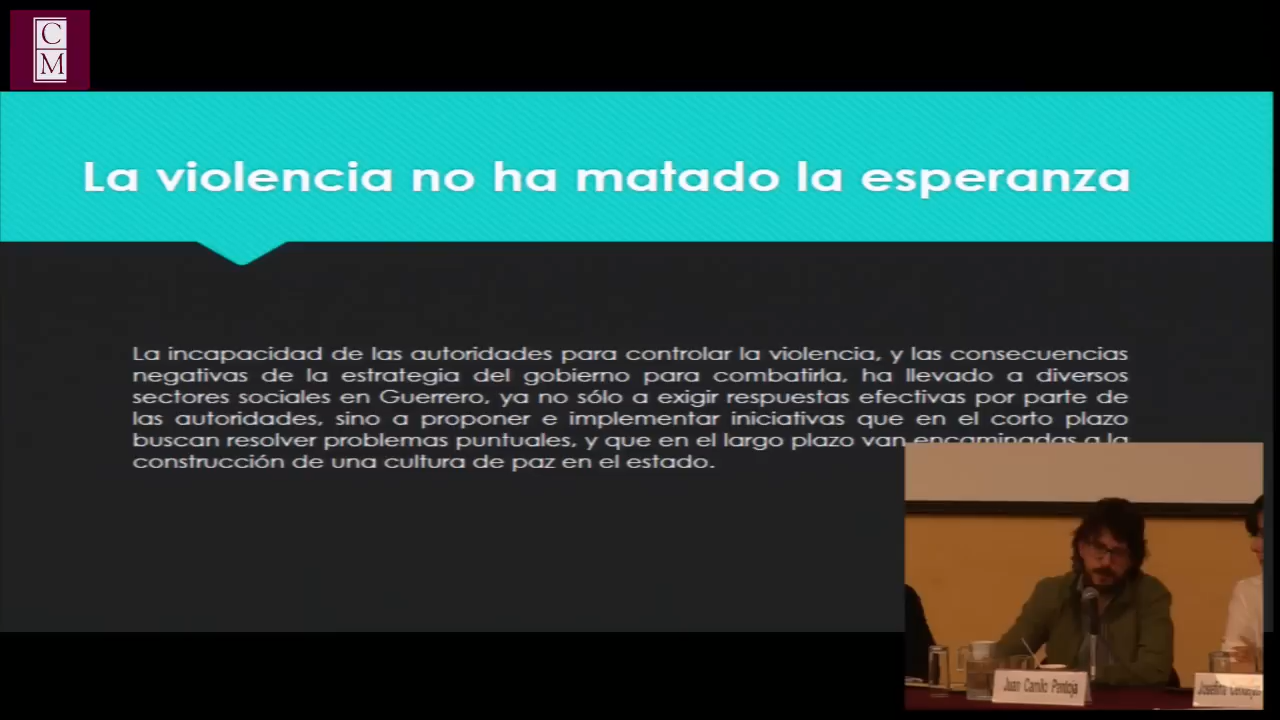 C
M
La violencia no ha matado la esperanza
La incapacidad de las autoridades para controlar la violencia, y las consecuencias
negativas de la estrategia del gobierno para combatirla, ha llevado a diversos
sectores sociales en Guerrero, ya no sólo a exigir respuestas efectivas por parte de
las autoridades, sino a proponer e implementar iniciativas que en el corto plazo
buscan resolver problemas puntuales, y que en el largo plazo van encaminadas a la
construcción de una cultura de paz en el estado.
Juan Camilo Pantoja
Josefina